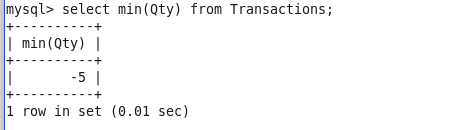 mysql> select min(Qty) from Transactions;
+----------+
| min(Qty) |
+----------+
|       -5 |
+----------+
1 row in set (0.01 sec)